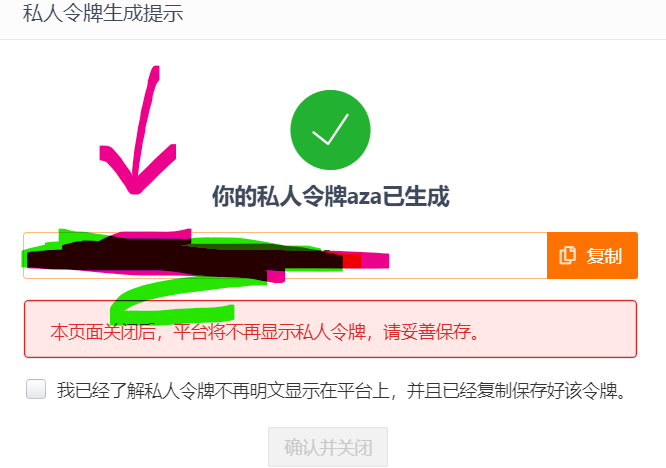 私人令牌生成提示
你的私人令牌aza已生成
复制
本页面关闭后，平台将不再显示私人令牌，请妥善保存。
我已经了解私人令牌不再明文显示在平台上，并且已经复制保存好该令牌。
确认并关闭